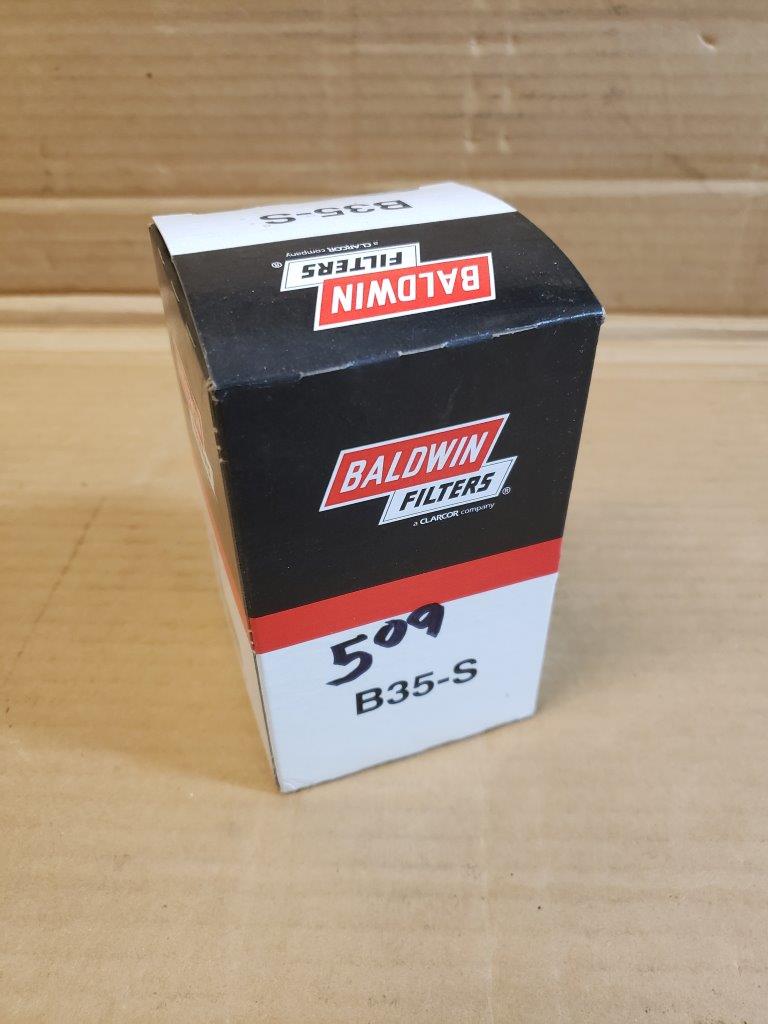 B35-S
BALDWIN
FILTERS®
a CLARCOR company
BALDWIN
FILTERS®
a CLARCOR company
509
B35-S